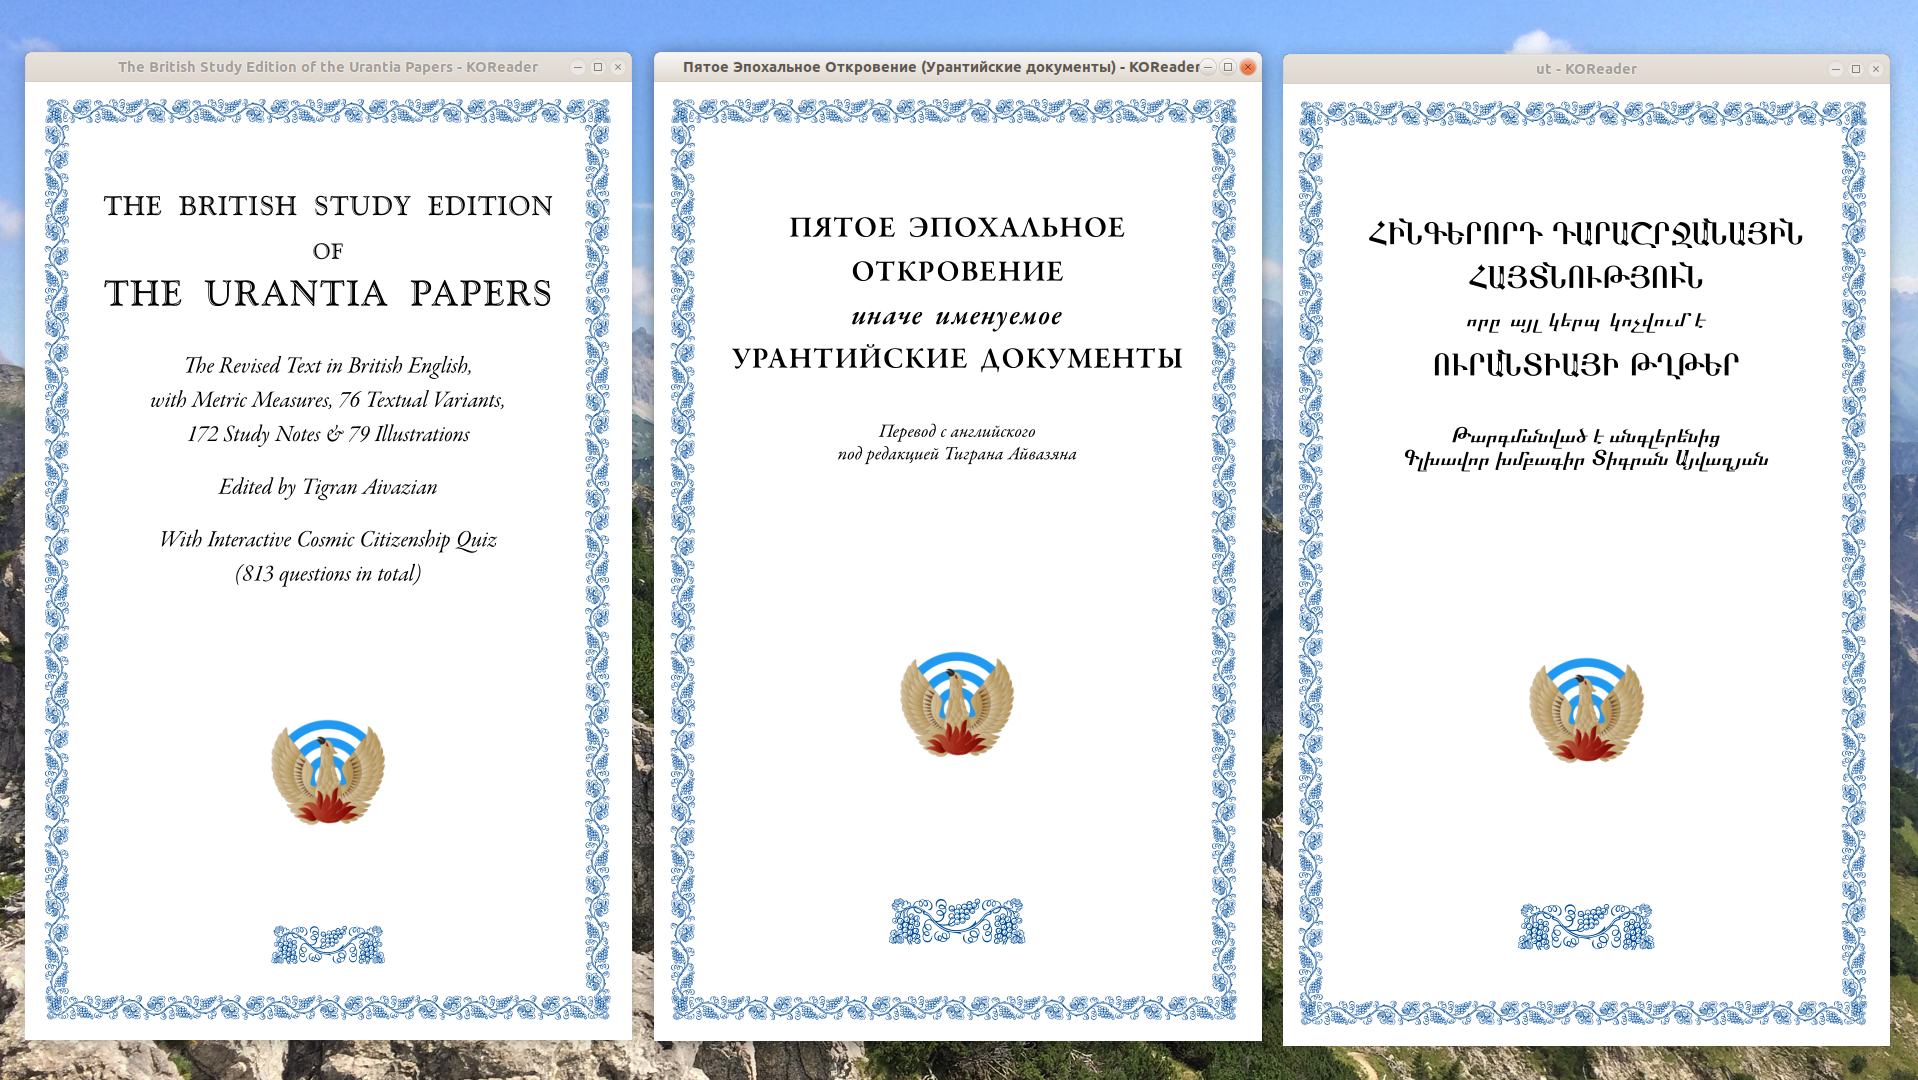 The British Study Edition of the Urantia Papers - KOReader
THE BRITISH STUDY EDITION
OF
THE URANTIA PAPERS
The Revised Text in British English,
with Metric Measures, 76 Textual Variants,
172 Study Notes & 79 Illustrations
Edited by Tigran Aivazian
With Interactive Cosmic Citizenship Quiz
(813 questions in total)
Пятое Эпохальное Откровение (Урантийские документы) - KOReader
ПЯТОЕ ЭПОХАЛЬНОЕ
ОТКРОВЕНИЕ
иначе именуемое
УРАНТИЙСКИЕ ДОКУМЕНТЫ
Перевод с английского
под редакцией Тиграна Айвазяна
ut - KOReader
ՀԻՆԳԵՐՈՐԴ ԴԱՐԱՇՐՋԱՆԱՅԻՆ
ՀԱՅՏՆՈՒԹՅՈՒՆ
որը այլ կերպ կոչվում է
ՈՒՐԱՆՏԻԱՅԻ ԹՂԹԵՐ
Թարգմանված է անգլերենից
Գլխավոր խմբագիր Տիգրան Այվազյան